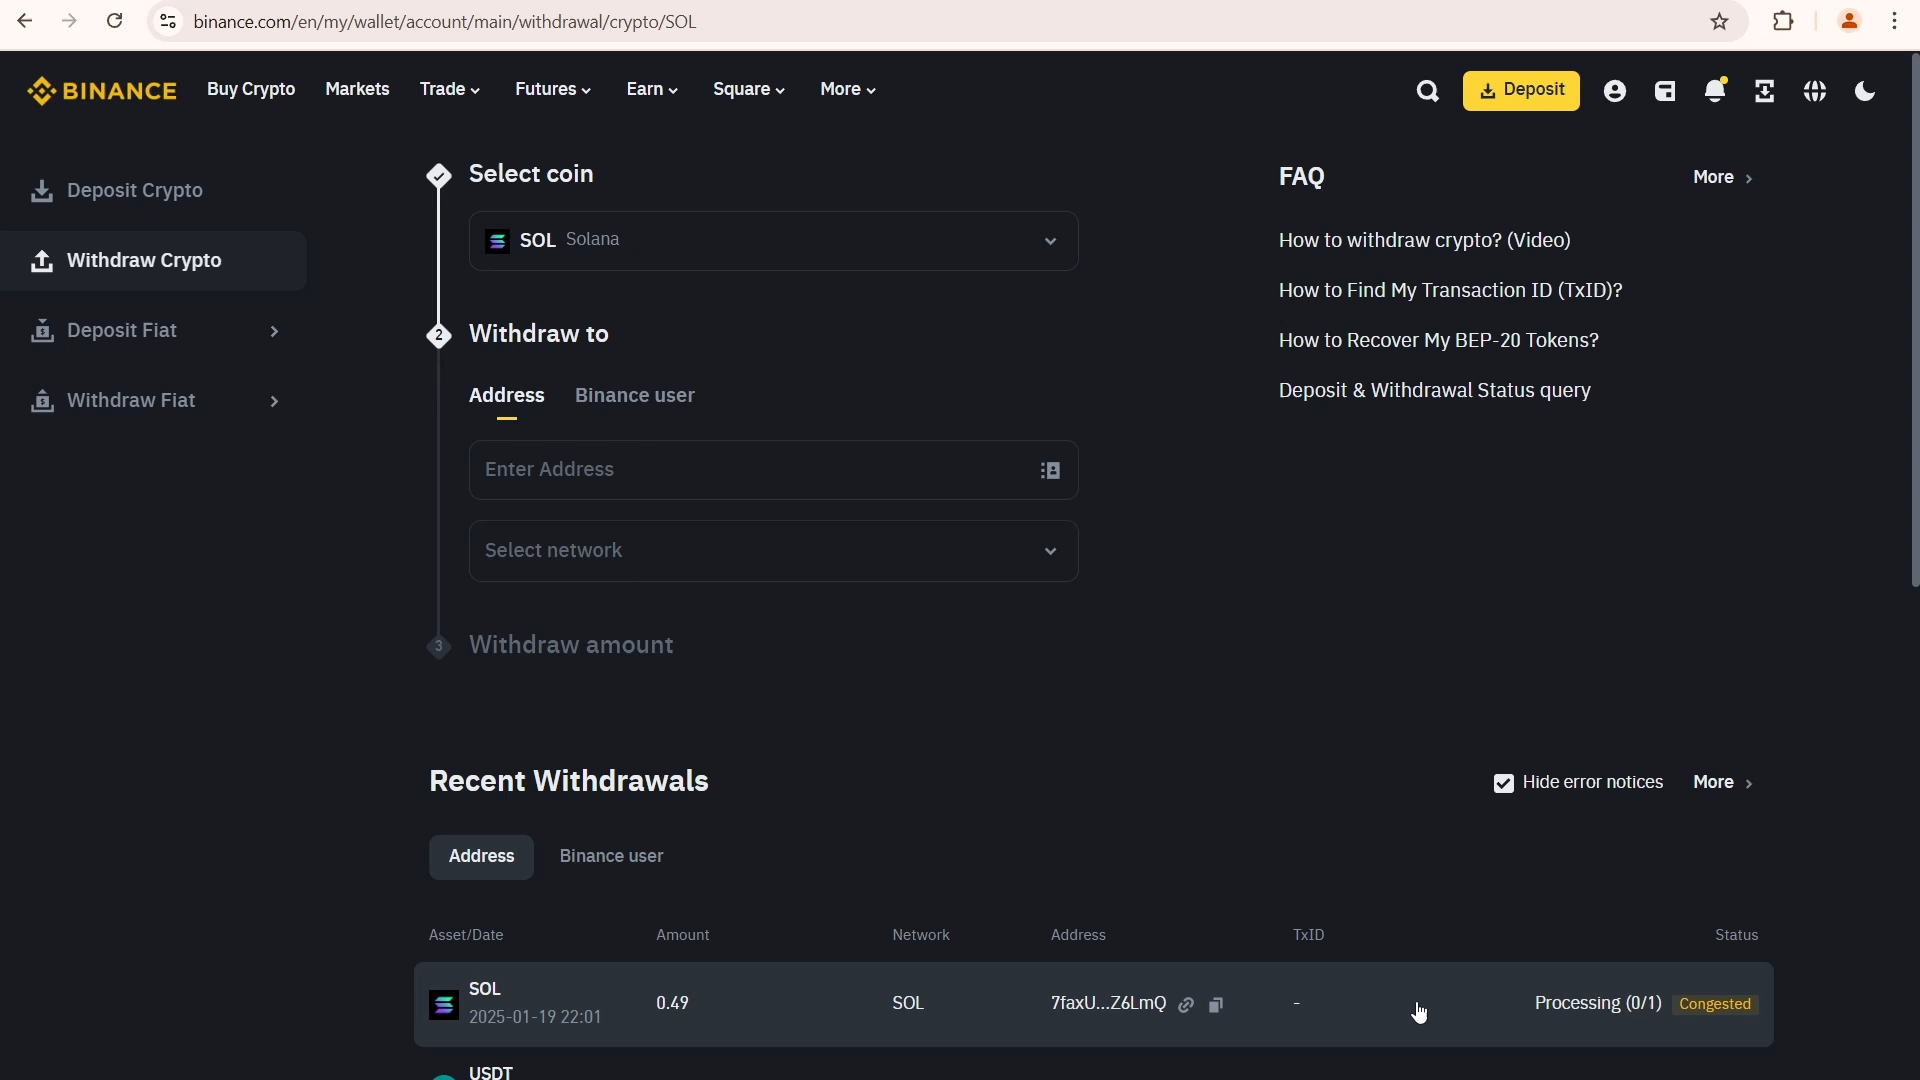 binance.com/en/my/wallet/account/main/withdrawal/crypto/SOL
BINANCE Buy Crypto Markets Trade Futures Earn Square More Deposit
Deposit Crypto
Withdraw Crypto
Deposit Fiat
Withdraw Fiat
Select coin
SOL Solana
2 Withdraw to
Address Binance user
Enter Address
Select network
3 Withdraw amount
FAQ More
How to withdraw crypto? (Video)
How to Find My Transaction ID (TxID)?
How to Recover My BEP-20 Tokens?
Deposit & Withdrawal Status query
Recent Withdrawals Hide error notices More
Address Binance user
Asset/Date Amount Network Address TxID Status
SOL
2025-01-19 22:01 0.49 SOL 7faxU...Z6LmQ - Processing (0/1) Congested
USDT